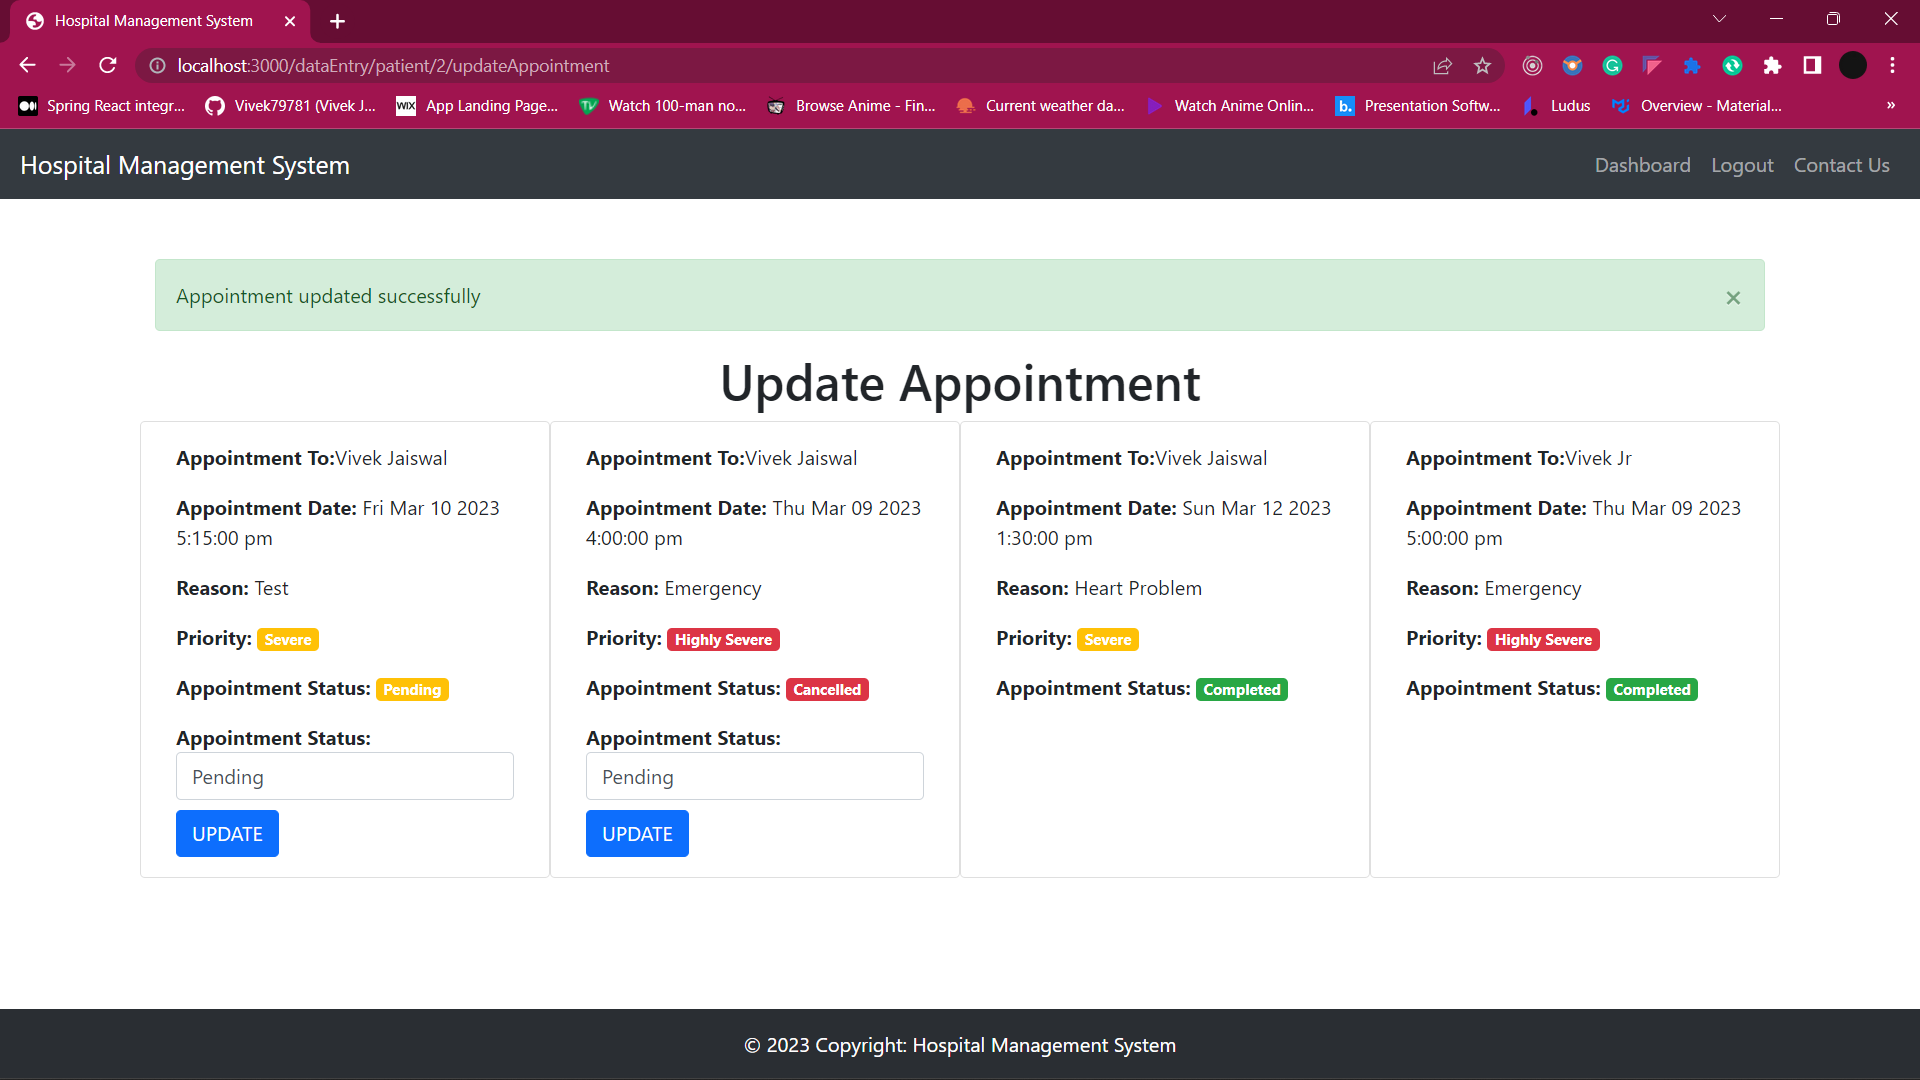 Hospital Management System
localhost:3000/dataEntry/patient/2/updateAppointment
Spring React integr... Vivek79781 (Vivek J... WIX App Landing Page... TV Watch 100-man no... Browse Anime - Fin... Current weather da... Watch Anime Onlin... b. Presentation Softw... Ludus Overview - Material... »
Hospital Management System Dashboard Logout Contact Us
Appointment updated successfully ×
Update Appointment
Appointment To:Vivek Jaiswal
Appointment Date: Fri Mar 10 2023
5:15:00 pm
Reason: Test
Priority: Severe
Appointment Status: Pending
Appointment Status:
Pending
UPDATE
Appointment To:Vivek Jaiswal
Appointment Date: Thu Mar 09 2023
4:00:00 pm
Reason: Emergency
Priority: Highly Severe
Appointment Status: Cancelled
Appointment Status:
Pending
UPDATE
Appointment To:Vivek Jaiswal
Appointment Date: Sun Mar 12 2023
1:30:00 pm
Reason: Heart Problem
Priority: Severe
Appointment Status: Completed
Appointment To:Vivek Jr
Appointment Date: Thu Mar 09 2023
5:00:00 pm
Reason: Emergency
Priority: Highly Severe
Appointment Status: Completed
© 2023 Copyright: Hospital Management System